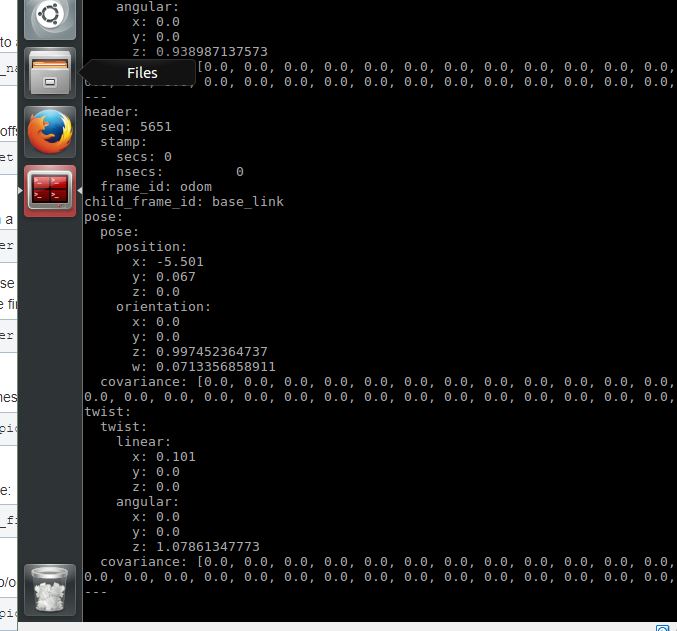 angular:
x: 0.0
y: 0.0
z: 0.938987137573
[0.0, 0.0, 0.0, 0.0, 0.0, 0.0, 0.0, 0.0, 0.0, 0.0, 0.0, 0.0,
Files
0.0, 0.0, 0.0, 0.0, 0.0, 0.0, 0.0, 0.0, 0.0, 0.0, 0.0, 0.0, 0.0, 0.0, 0.0,
---
header:
seq: 5651
stamp:
secs: 0
nsecs: 0
frame_id: odom
child_frame_id: base_link
pose:
pose:
position:
x: -5.501
y: 0.067
z: 0.0
orientation:
x: 0.0
y: 0.0
z: 0.997452364737
w: 0.0713356858911
covariance: [0.0, 0.0, 0.0, 0.0, 0.0, 0.0, 0.0, 0.0, 0.0, 0.0, 0.0, 0.0,
0.0, 0.0, 0.0, 0.0, 0.0, 0.0, 0.0, 0.0, 0.0, 0.0, 0.0, 0.0, 0.0, 0.0, 0.0,
twist:
twist:
linear:
x: 0.101
y: 0.0
z: 0.0
angular:
x: 0.0
y: 0.0
z: 1.07861347773
covariance: [0.0, 0.0, 0.0, 0.0, 0.0, 0.0, 0.0, 0.0, 0.0, 0.0, 0.0, 0.0,
0.0, 0.0, 0.0, 0.0, 0.0, 0.0, 0.0, 0.0, 0.0, 0.0, 0.0, 0.0, 0.0, 0.0, 0.0,
---